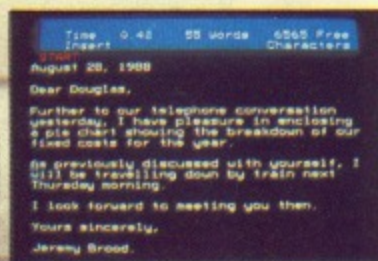 Time 0.42 55 Words 6565 Free
Insert Characters
START
August 28, 1988
Dear Douglas,
Further to our telephone conversation
yesterday, I have pleasure in enclosing
a pie chart showing the breakdown of our
fixed costs for the year.
As previously discussed with yourself, I
will be travelling down by train next
Thursday morning.
I look forward to meeting you then.
Yours sincerely,
Jeremy Brood.